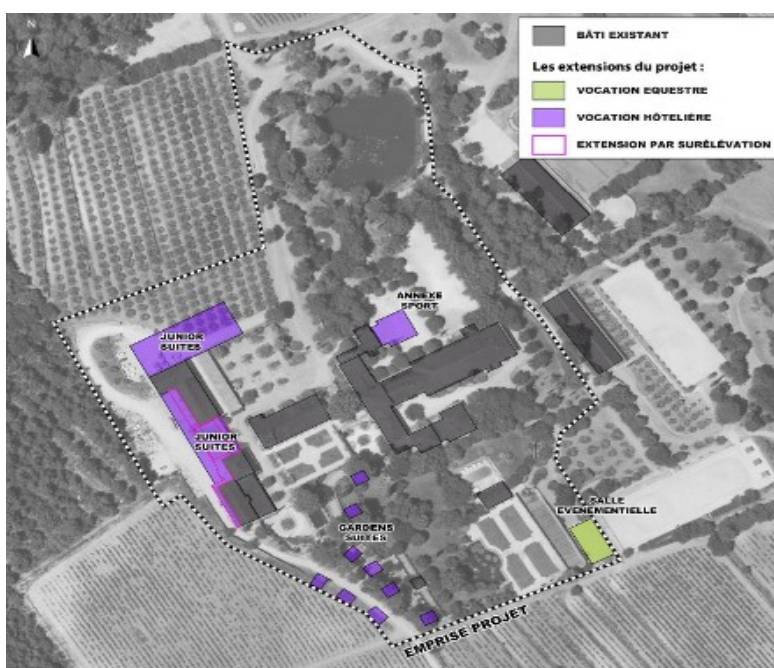 N
BÂTI EXISTANT
Les extensions du projet :
VOCATION EQUESTRE
VOCATION HÔTELIÈRE
EXTENSION PAR SURÉLÉVATION
ANNEXE
SPORT
JUNIOR
SUITES
JUNIOR
SUITES
SALLE
EVENEMENTIELLE
GARDIENS
SUITES
EMPRISE PROJET